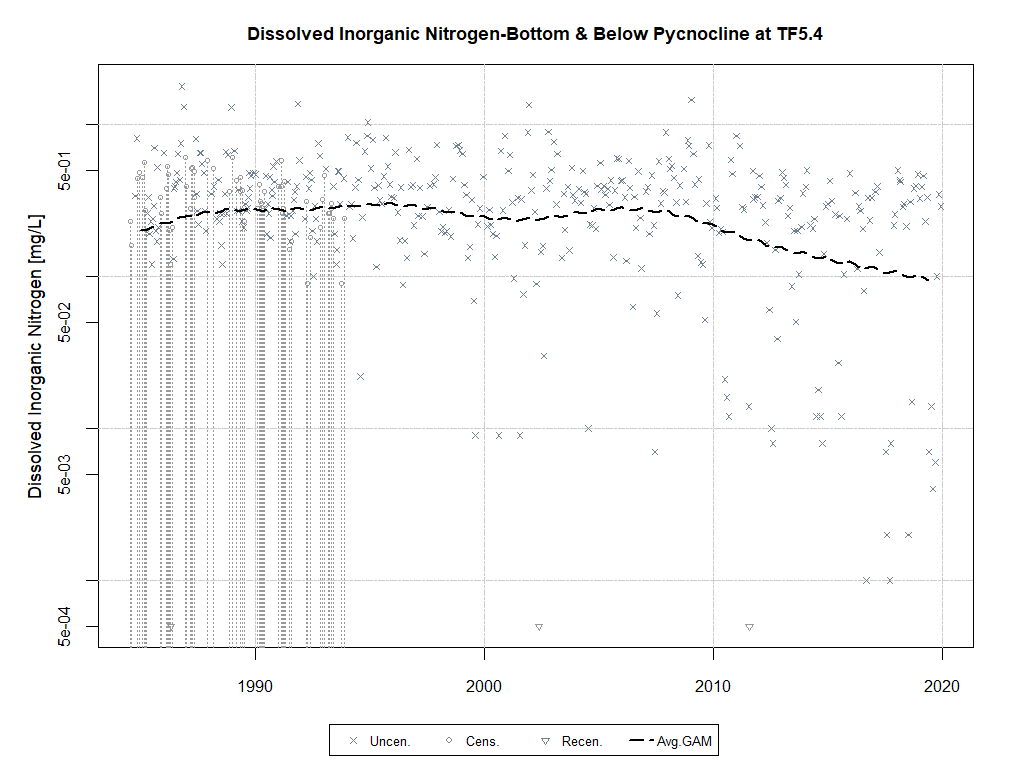 Dissolved Inorganic Nitrogen-Bottom & Below Pycnocline at TF5.4
Dissolved Inorganic Nitrogen [mg/L]
5e-01
5e-02
5e-03
5e-04
1990 2000 2010 2020
Uncen. Cens. Recen. Avg.GAM